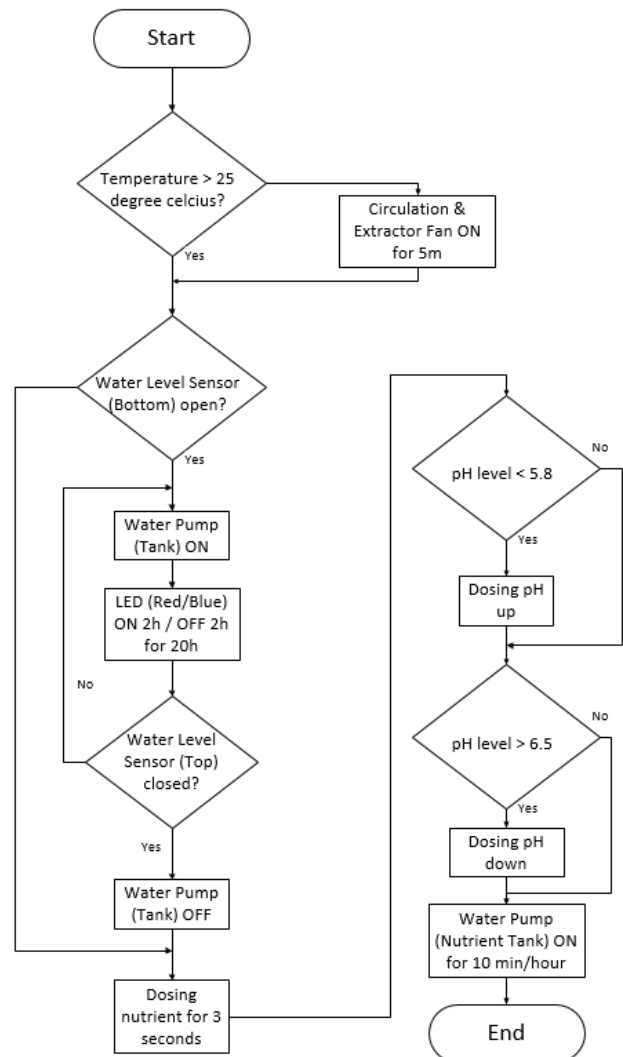 Start
Temperature > 25
degree celcius?
Circulation &
Extractor Fan ON
for 5m
Yes
Water Level Sensor
(Bottom) open?
Yes
Water Pump
(Tank) ON
LED (Red/Blue)
ON 2h / OFF 2h
for 20h
No
Water Level
Sensor (Top)
closed?
Yes
Water Pump
(Tank) OFF
Dosing
nutrient for 3
seconds
pH level < 5.8
No
Yes
Dosing pH
up
pH level > 6.5
No
Yes
Dosing pH
down
Water Pump
(Nutrient Tank) ON
for 10 min/hour
End